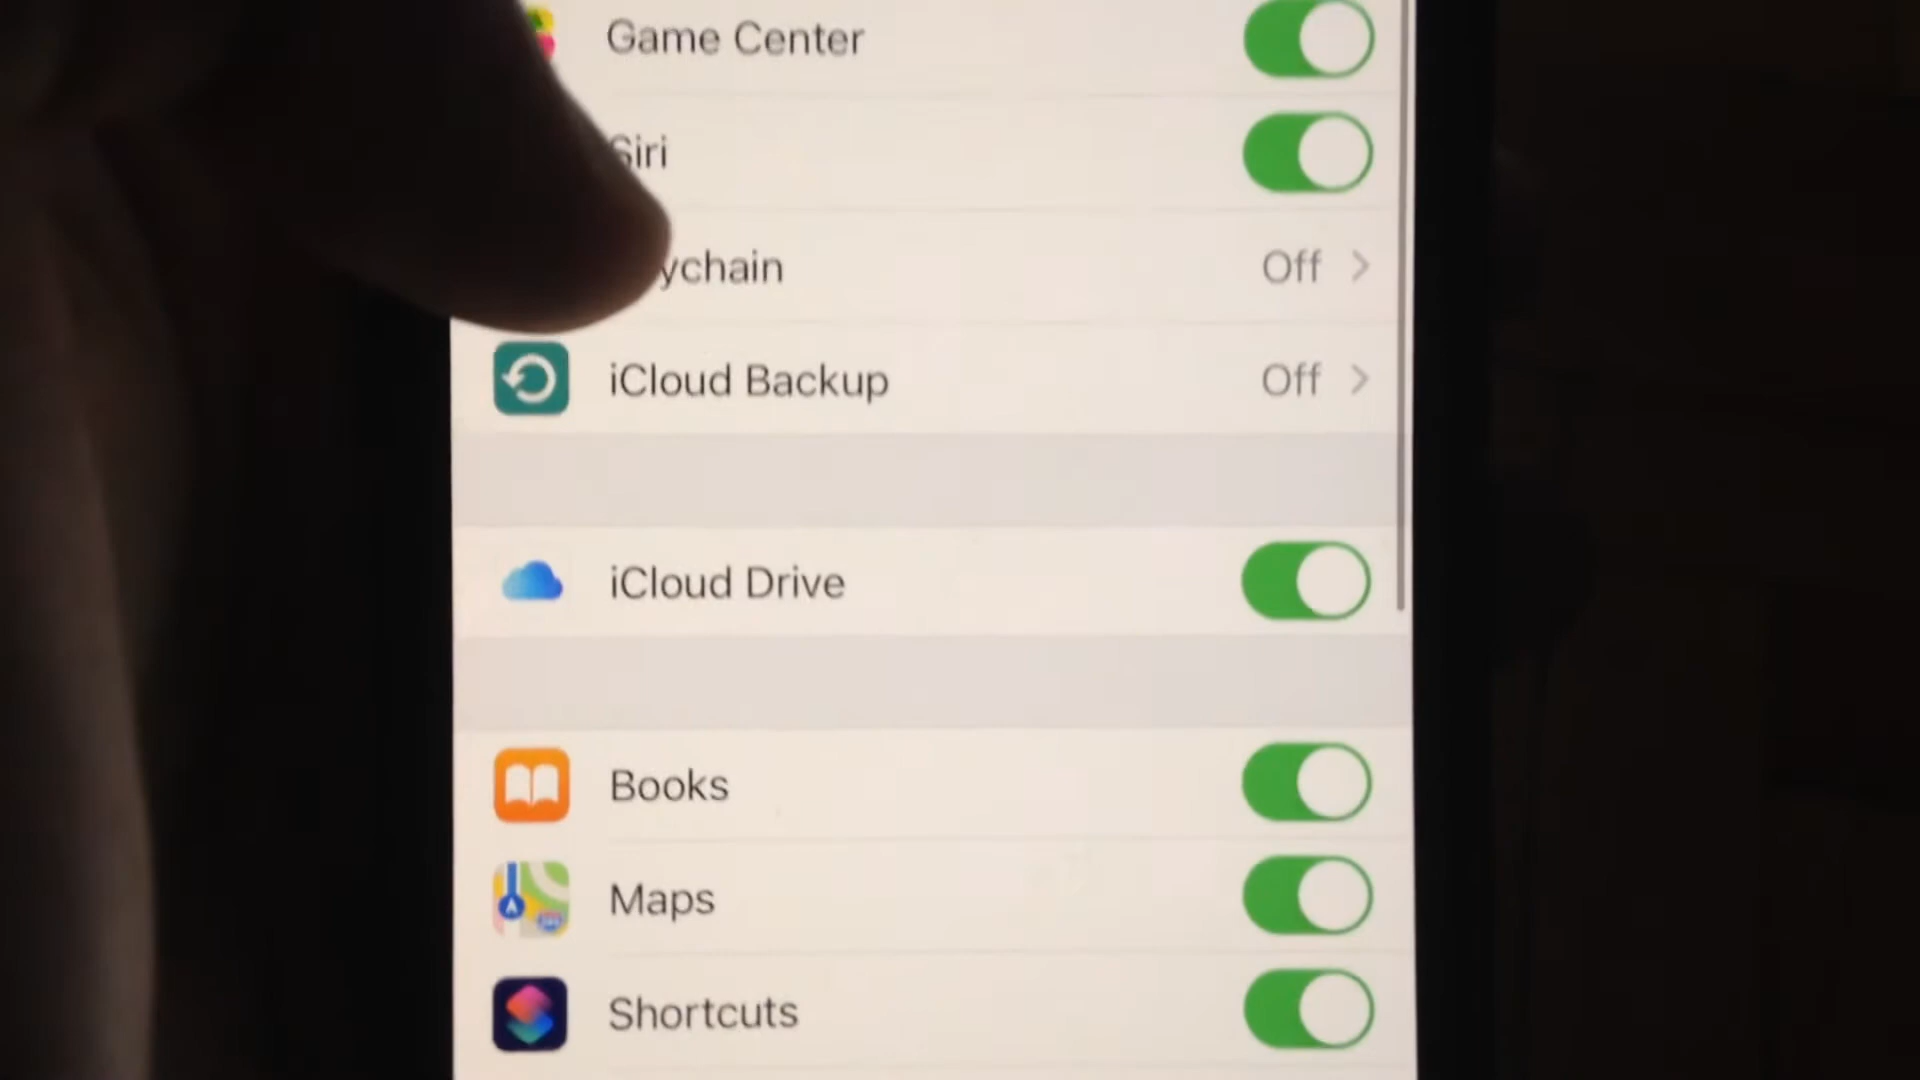 Game Center
Siri
ychain Off
iCloud Backup Off
iCloud Drive
Books
Maps
Shortcuts